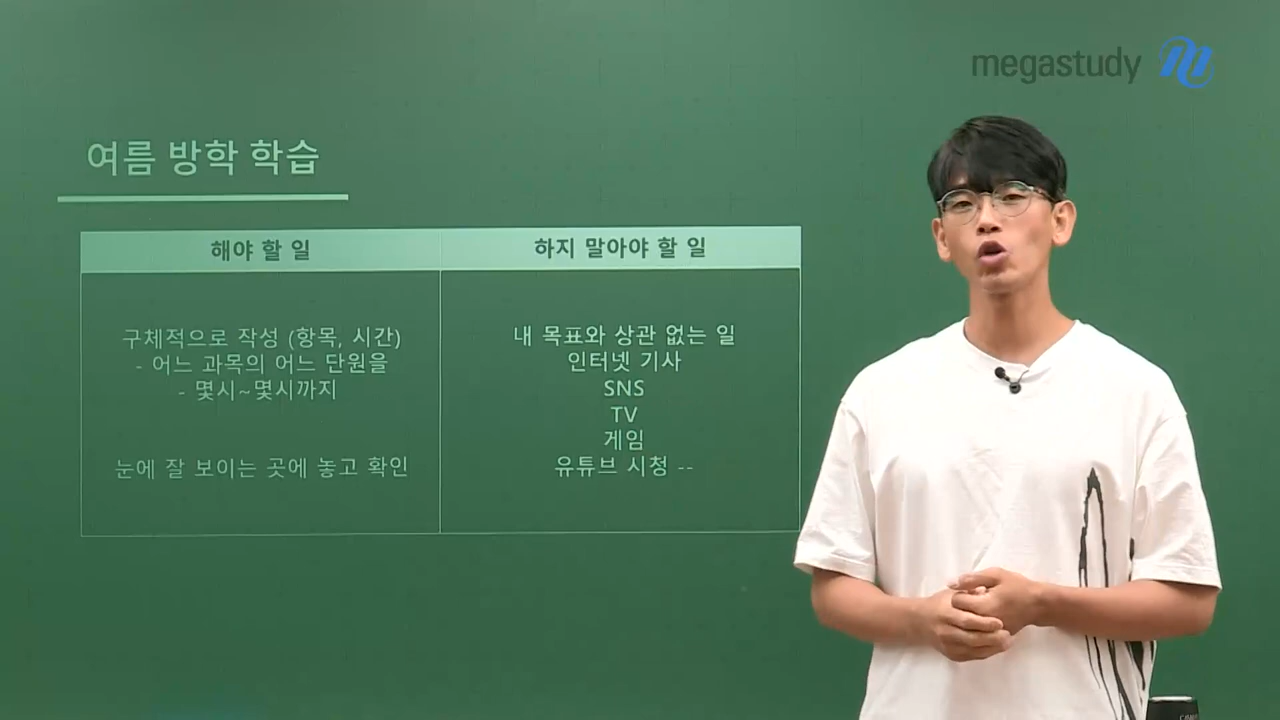 megastudy
여름 방학 학습
해야 할 일
하지 말아야 할 일
구체적으로 작성 (항목, 시간)
- 어느 과목의 어느 단원을
- 몇시~몇시까지
눈에 잘 보이는 곳에 놓고 확인
내 목표와 상관 없는 일
인터넷 기사
SNS
TV
게임
유튜브 시청 --